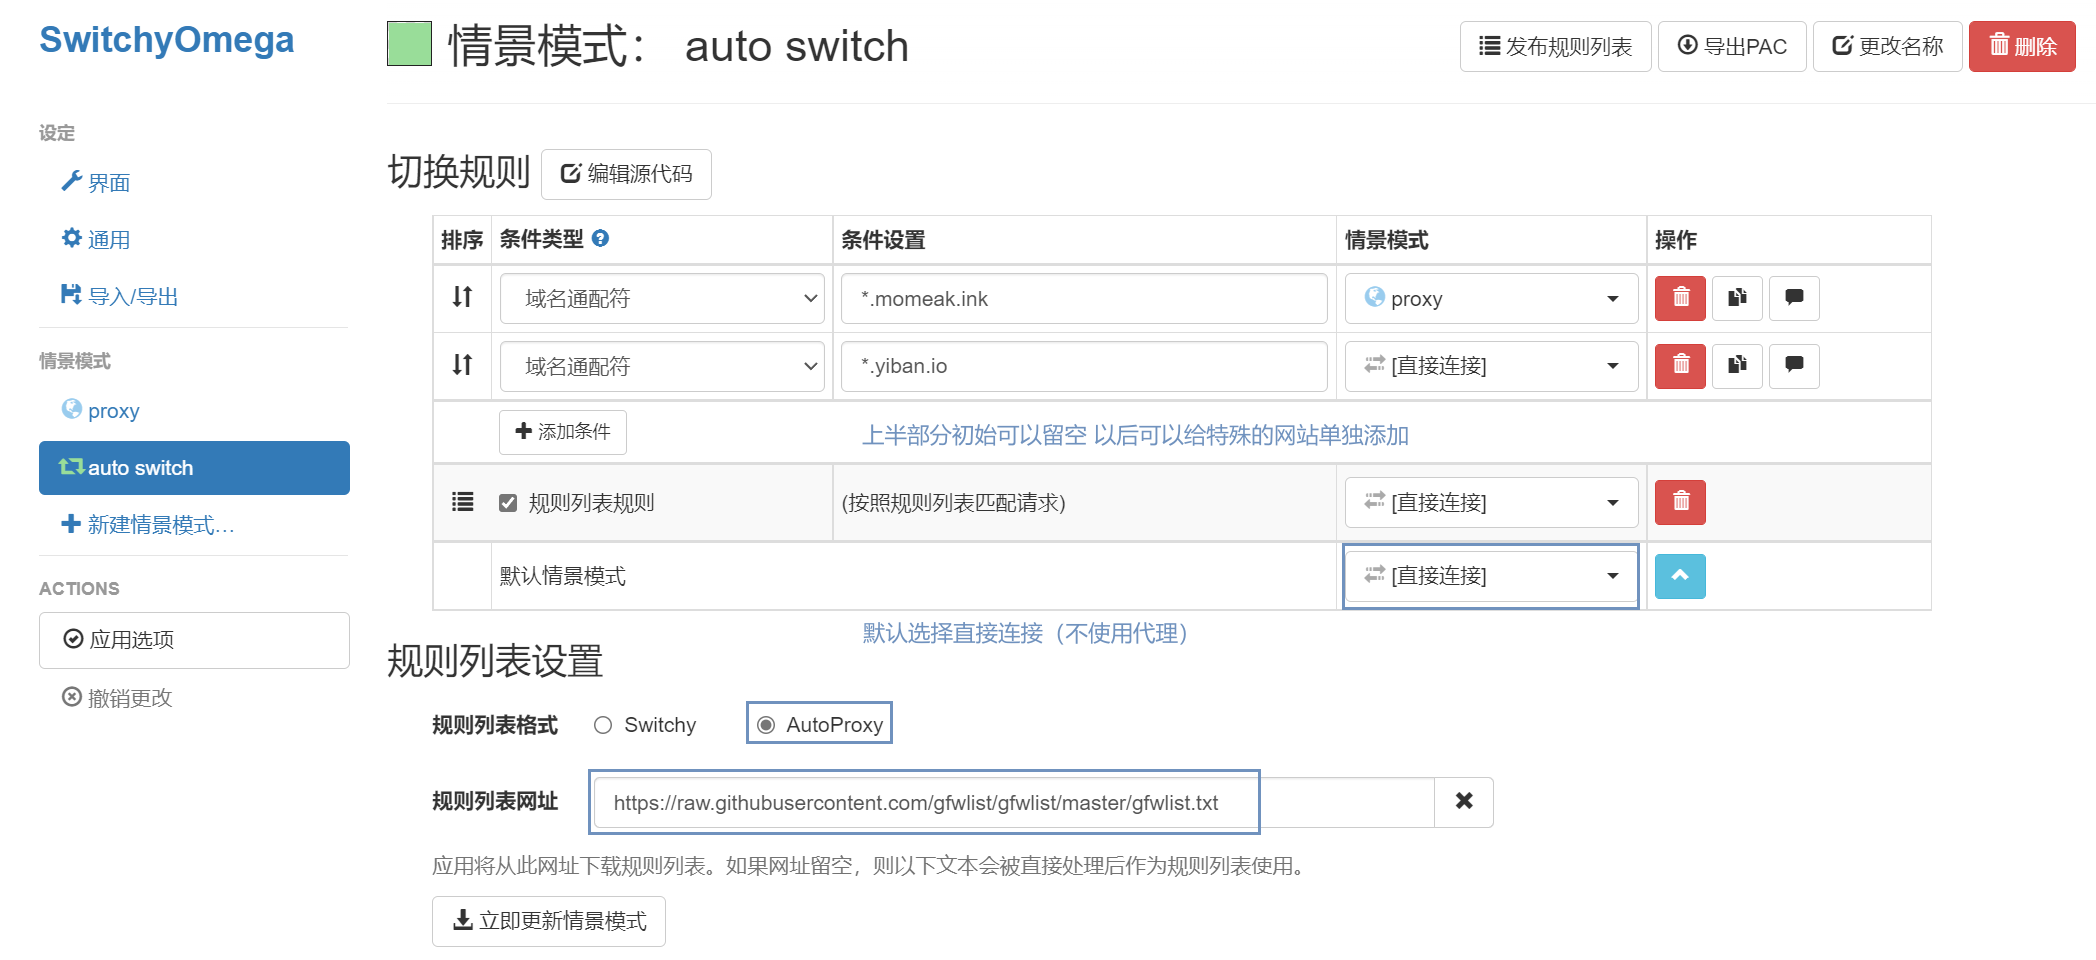 SwitchyOmega
情景模式： auto switch
发布规则列表
导出PAC
更改名称
删除
设定
界面
通用
导入/导出
情景模式
proxy
auto switch
新建情景模式…
ACTIONS
应用选项
撤销更改
切换规则 编辑源代码
排序 条件类型 条件设置 情景模式 操作
域名通配符 *.momeak.ink proxy
域名通配符 *.yiban.io [直接连接]
添加条件 上半部分初始可以留空 以后可以给特殊的网站单独添加
规则列表规则 (按照规则列表匹配请求) [直接连接]
默认情景模式 [直接连接]
默认选择直接连接（不使用代理）
规则列表设置
规则列表格式 Switchy AutoProxy
规则列表网址 https://raw.githubusercontent.com/gfwlist/gfwlist/master/gfwlist.txt
应用将从此网址下载规则列表。如果网址留空，则以下文本会被直接处理后作为规则列表使用。
立即更新情景模式